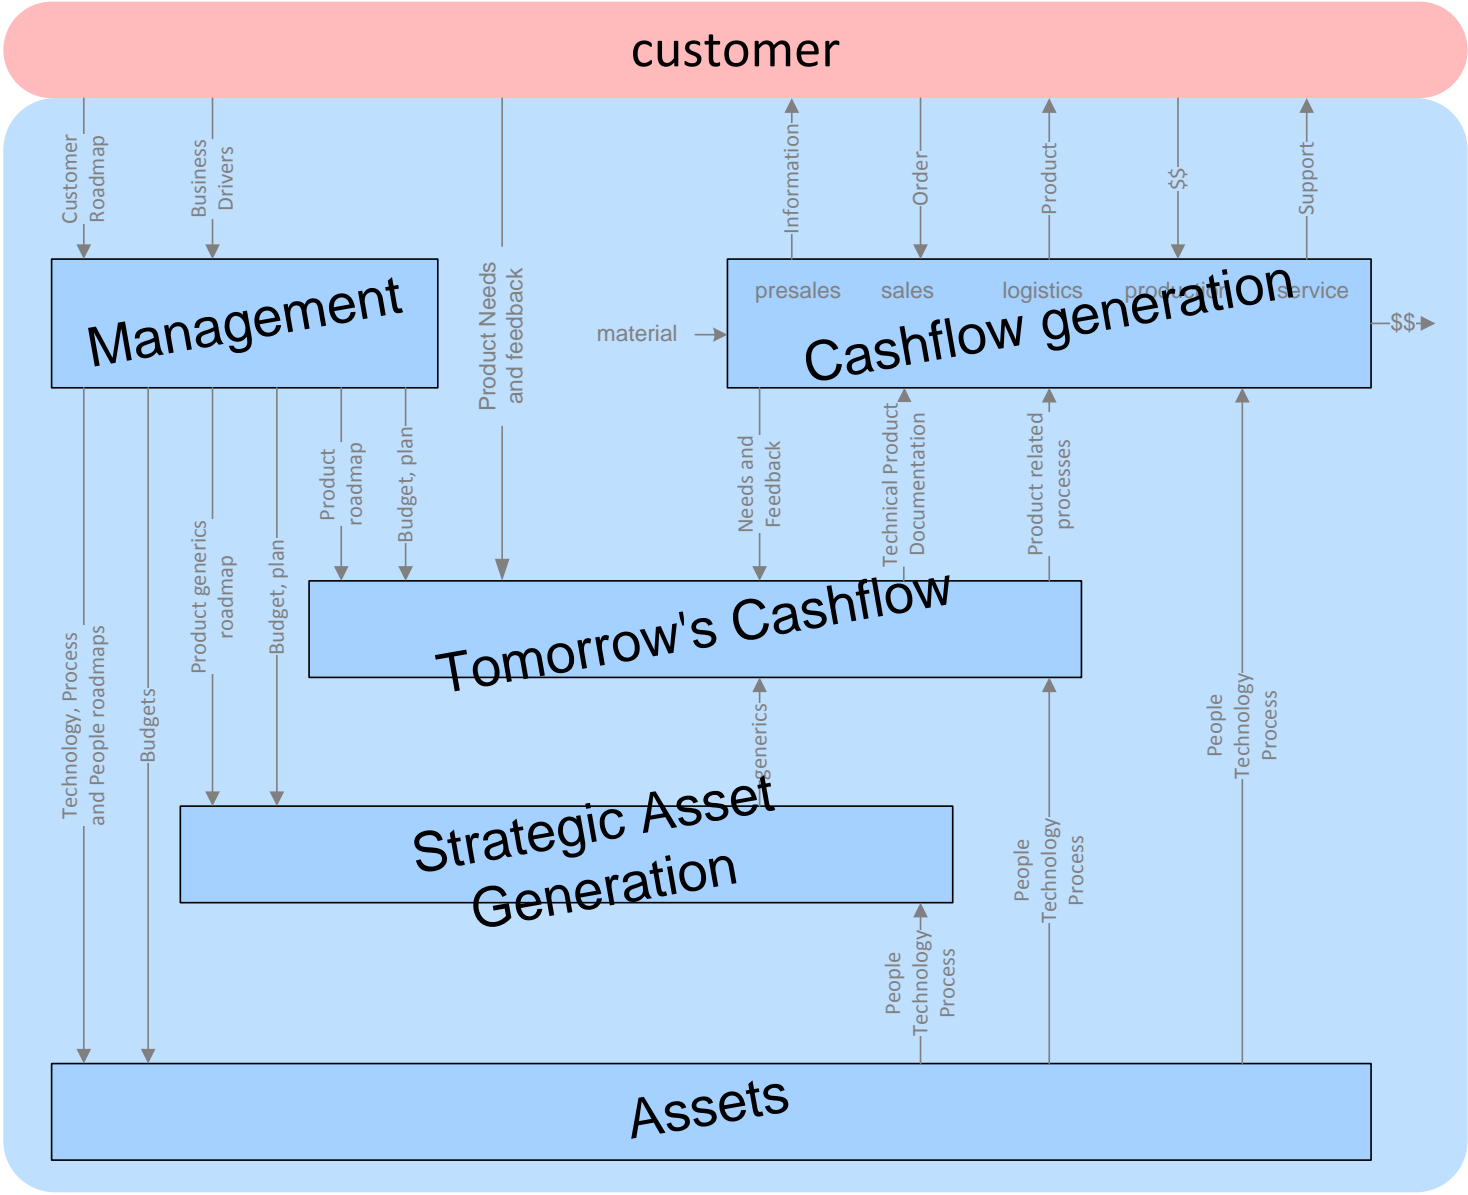 customer
Customer
Roadmap
Business
Drivers
Product Needs
and feedback
Information
Order
Product
$$
Support
Management
presales
sales
logistics
production
service
Cashflow generation
material
$$
Technology, Process
and People roadmaps
Budgets
Product generics
roadmap
Budget, plan
Product
roadmap
Budget, plan
Needs and
Feedback
Technical Product
Documentation
Product related
processes
Tomorrow's Cashflow
generics
People
Technology
Process
Strategic Asset
Generation
People
Technology
Process
People
Technology
Process
Assets